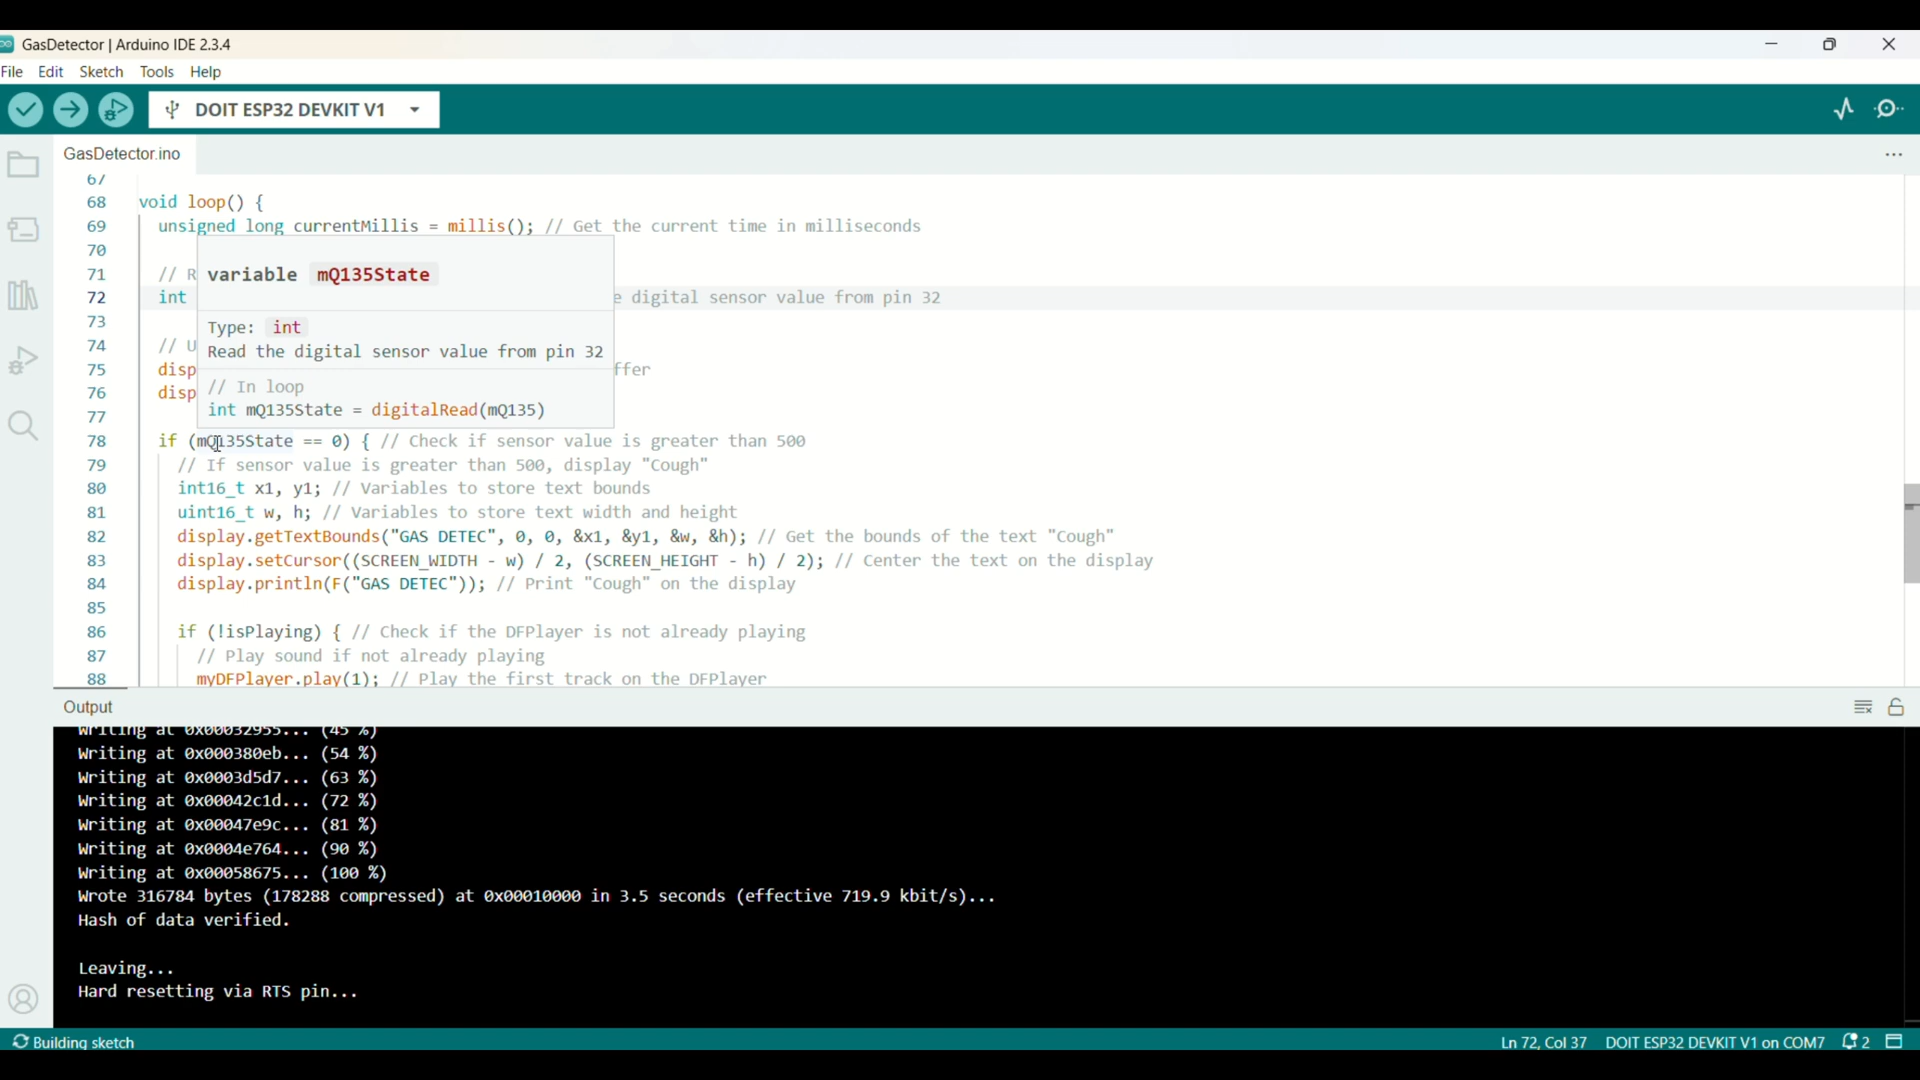 GasDetector | Arduino IDE 2.3.4
File Edit Sketch Tools Help
DOIT ESP32 DEVKIT V1
GasDetector.ino
67
68 void loop() {
69 unsigned long currentMillis = millis(); // Get the current time in milliseconds
70
71 // R
variable mQ135State
72 int e digital sensor value from pin 32
73
Type: int
74 // U
Read the digital sensor value from pin 32
75 disp ffer
// In loop
76 disp
int mQ135State = digitalRead(mQ135)
77
78 if (mQ135State == 0) { // Check if sensor value is greater than 500
79 // If sensor value is greater than 500, display "Cough"
80 int16_t x1, y1; // Variables to store text bounds
81 uint16_t w, h; // Variables to store text width and height
82 display.getTextBounds("GAS DETEC", 0, 0, &x1, &y1, &w, &h); // Get the bounds of the text "Cough"
83 display.setCursor((SCREEN_WIDTH - w) / 2, (SCREEN_HEIGHT - h) / 2); // Center the text on the display
84 display.println(F("GAS DETEC")); // Print "Cough" on the display
85
86 if (!isPlaying) { // Check if the DFPlayer is not already playing
87 // Play sound if not already playing
88 myDFPlayer.play(1); // Play the first track on the DFPlayer
Output
Writing at 0x00032955... (45 %)
Writing at 0x000380eb... (54 %)
Writing at 0x0003d5d7... (63 %)
Writing at 0x00042c1d... (72 %)
Writing at 0x00047e9c... (81 %)
Writing at 0x0004e764... (90 %)
Writing at 0x00058675... (100 %)
Wrote 316784 bytes (178288 compressed) at 0x00010000 in 3.5 seconds (effective 719.9 kbit/s)...
Hash of data verified.
Leaving...
Hard resetting via RTS pin...
Building sketch
Ln 72, Col 37 DOIT ESP32 DEVKIT V1 on COM7 2